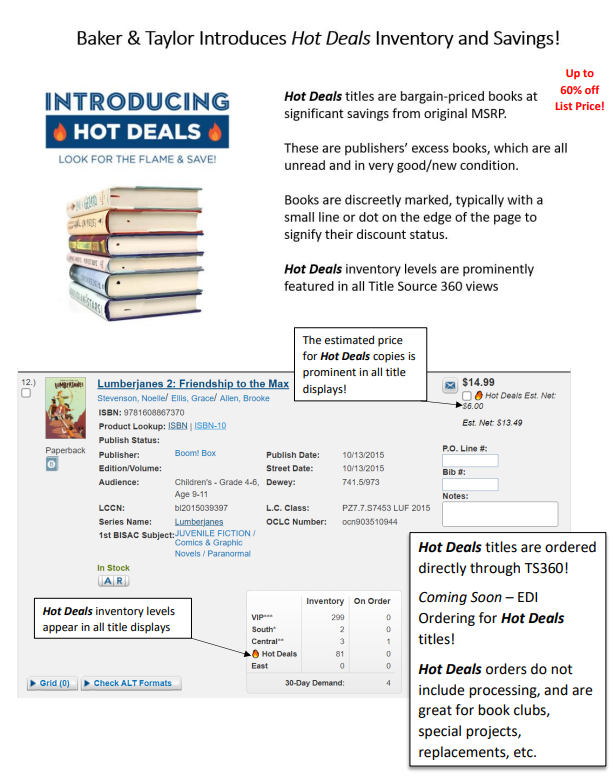 Baker & Taylor Introduces Hot Deals Inventory and Savings!
Up to
60% off
List Price!
INTRODUCING
HOT DEALS
LOOK FOR THE FLAME & SAVE!
Hot Deals titles are bargain-priced books at
significant savings from original MSRP.
These are publishers' excess books, which are all
unread and in very good/new condition.
Books are discreetly marked, typically with a
small line or dot on the edge of the page to
signify their discount status.
Hot Deals inventory levels are prominently
featured in all Title Source 360 views
The estimated price
for Hot Deals copies is
prominent in all title
displays!
12.)
LUMBERJANES
Paperback
Lumberjanes 2: Friendship to the Max
Stevenson, Noelle/ Ellis, Grace/ Allen, Brooke
ISBN: 9781608867370
Product Lookup: ISBN | ISBN-10
Publish Status:
Publisher: Boom! Box Publish Date: 10/13/2015
Edition/Volume: Street Date: 10/13/2015
Audience: Children's - Grade 4-6, Dewey: 741.5/973
Age 9-11
LCCN: bl2015039397 L.C. Class: PZ7.7.S7453 LUF 2015
Series Name: Lumberjanes OCLC Number: ocn903510944
1st BISAC Subject: JUVENILE FICTION /
Comics & Graphic
Novels / Paranormal
In Stock
A R
$14.99
Hot Deals Est. Net:
$6.00
Est. Net: $13.49
P.O. Line #:
Bib #:
Notes:
Hot Deals inventory levels
appear in all title displays
Inventory On Order
VIP*** 299 0
South* 2 0
Central** 3 1
Hot Deals 81 0
East 0 0
30-Day Demand: 4
Grid (0) Check ALT Formats
Hot Deals titles are ordered
directly through TS360!
Coming Soon – EDI
Ordering for Hot Deals
titles!
Hot Deals orders do not
include processing, and are
great for book clubs,
special projects,
replacements, etc.